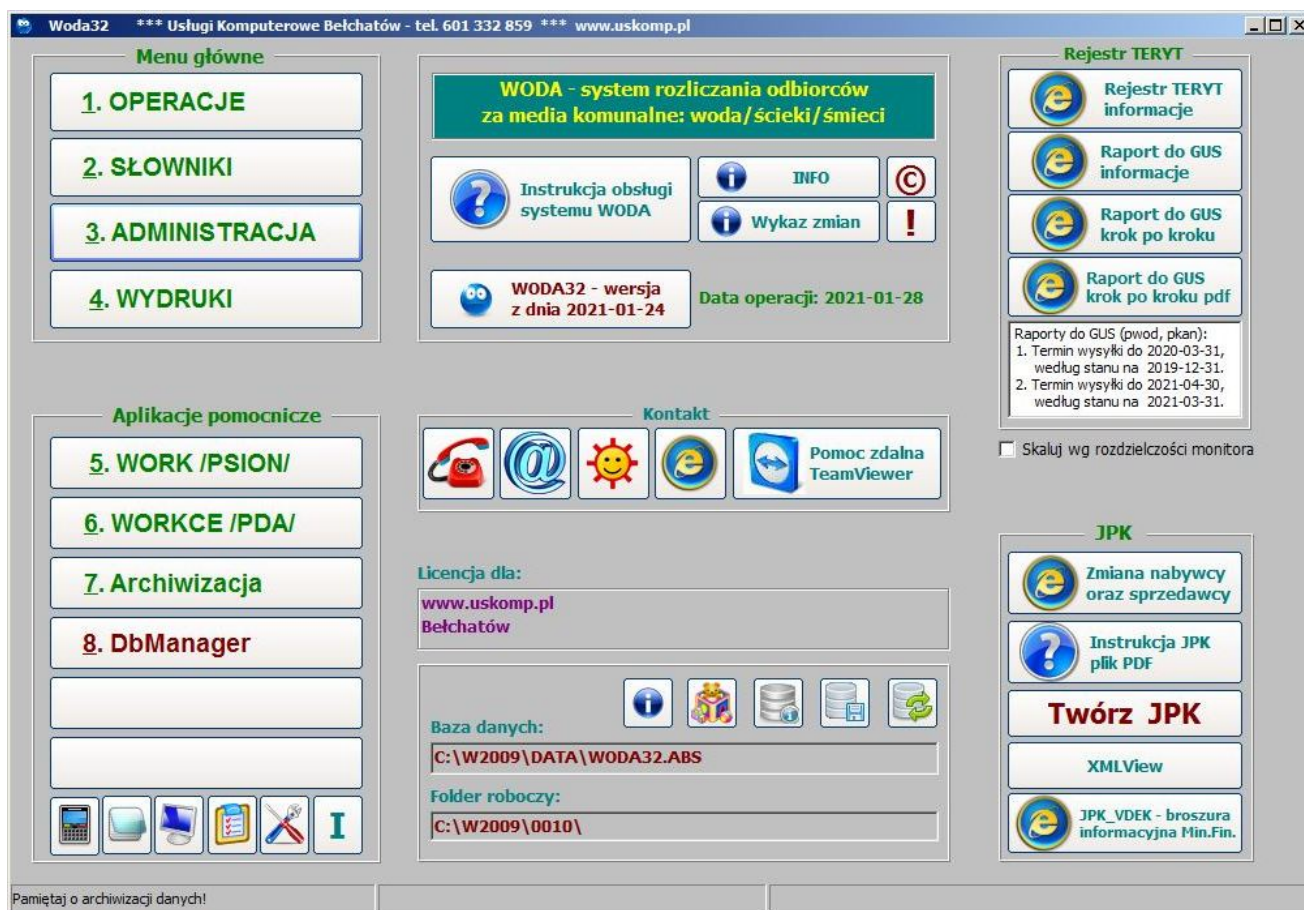 Woda32 *** Usługi Komputerowe Bełchatów - tel. 601 332 859 *** www.uskomp.pl
Menu główne
1. OPERACJE
2. SŁOWNIKI
3. ADMINISTRACJA
4. WYDRUKI
WODA - system rozliczania odbiorców
za media komunalne: woda/ścieki/śmieci
Instrukcja obsługi
systemu WODA
INFO
©
Wykaz zmian
!
WODA32 - wersja
z dnia 2021-01-24
Data operacji: 2021-01-28
Rejestr TERYT
Rejestr TERYT
informacje
Raport do GUS
informacje
Raport do GUS
krok po kroku
Raport do GUS
krok po kroku pdf
Raporty do GUS (pwod, pkan):
1. Termin wysyłki do 2020-03-31,
według stanu na 2019-12-31.
2. Termin wysyłki do 2021-04-30,
według stanu na 2021-03-31.
Skaluj wg rozdzielczości monitora
Aplikacje pomocnicze
5. WORK /PSION/
6. WORKCE /PDA/
7. Archiwizacja
8. DbManager
I
Kontakt
Pomoc zdalna
TeamViewer
Licencja dla:
www.uskomp.pl
Bełchatów
Baza danych:
C:\W2009\DATA\WODA32.ABS
Folder roboczy:
C:\W2009\0010\
JPK
Zmiana nabywcy
oraz sprzedawcy
Instrukcja JPK
plik PDF
Twórz JPK
XMLView
JPK_VDEK - broszura
informacyjna Min.Fin.
Pamiętaj o archiwizacji danych!